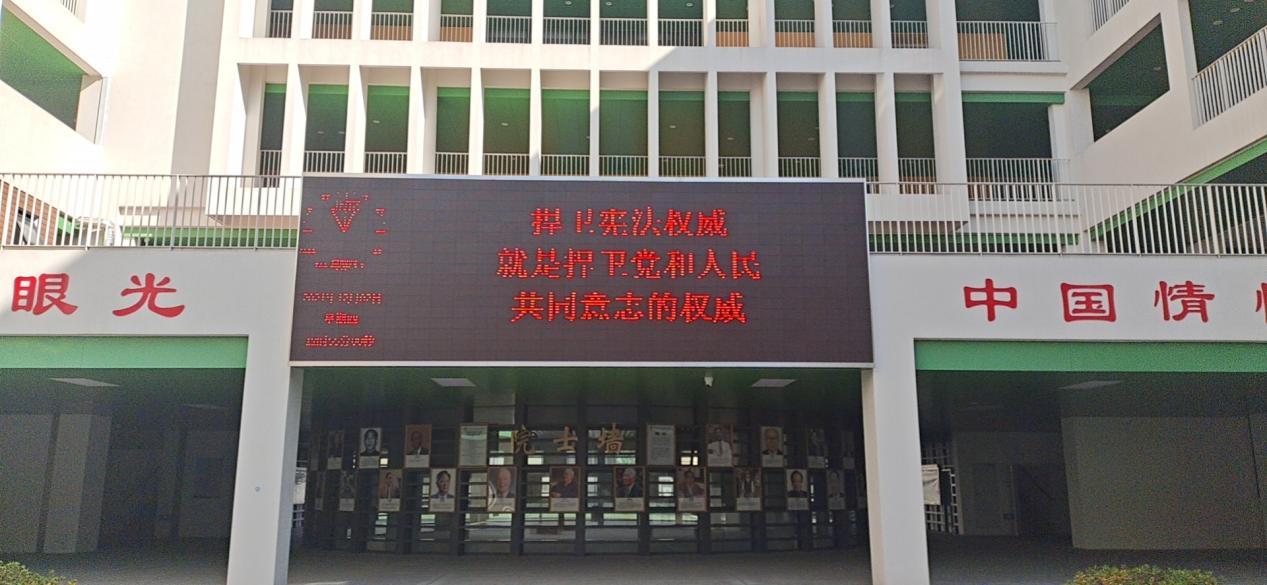 眼光
捍卫宪法权威
就是捍卫党和人民
共同意志的权威
中国情
院士墙